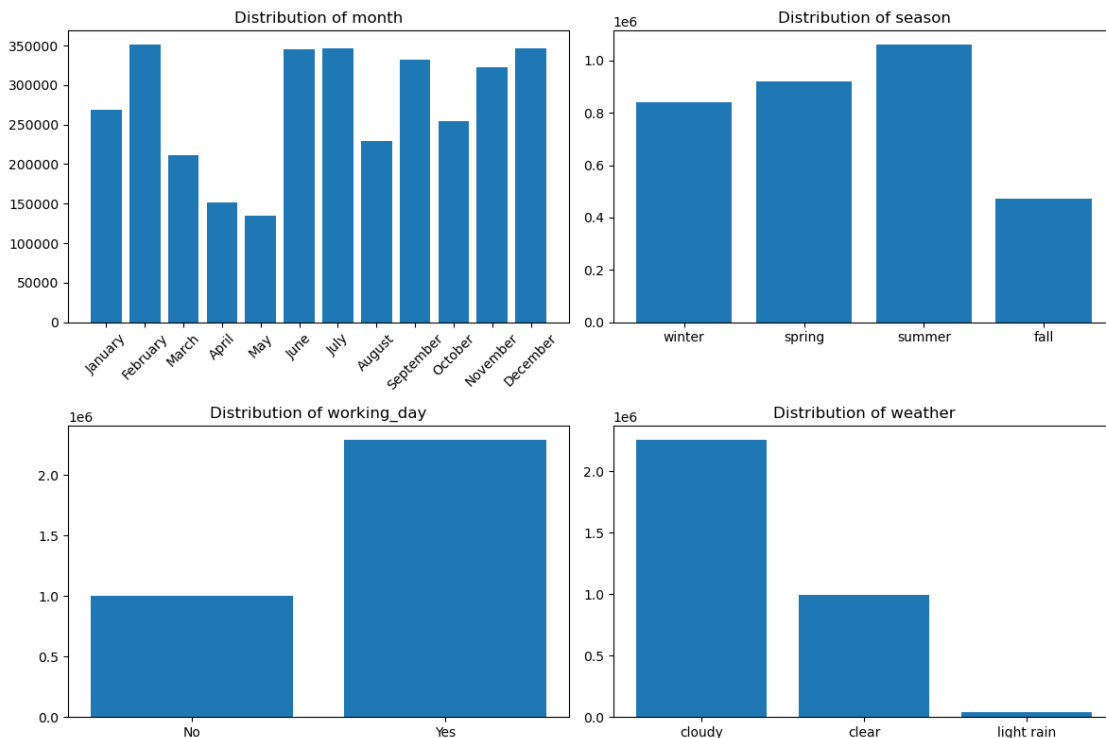 Distribution of month
350000
300000
250000
200000
150000
100000
50000
0
January
February
March
April
May
June
July
August
September
October
November
December
Distribution of season
1e6
1.0
0.8
0.6
0.4
0.2
0.0
winter
spring
summer
fall
Distribution of working_day
1e6
2.0
1.5
1.0
0.5
0.0
No
Yes
Distribution of weather
1e6
2.0
1.5
1.0
0.5
0.0
cloudy
clear
light rain